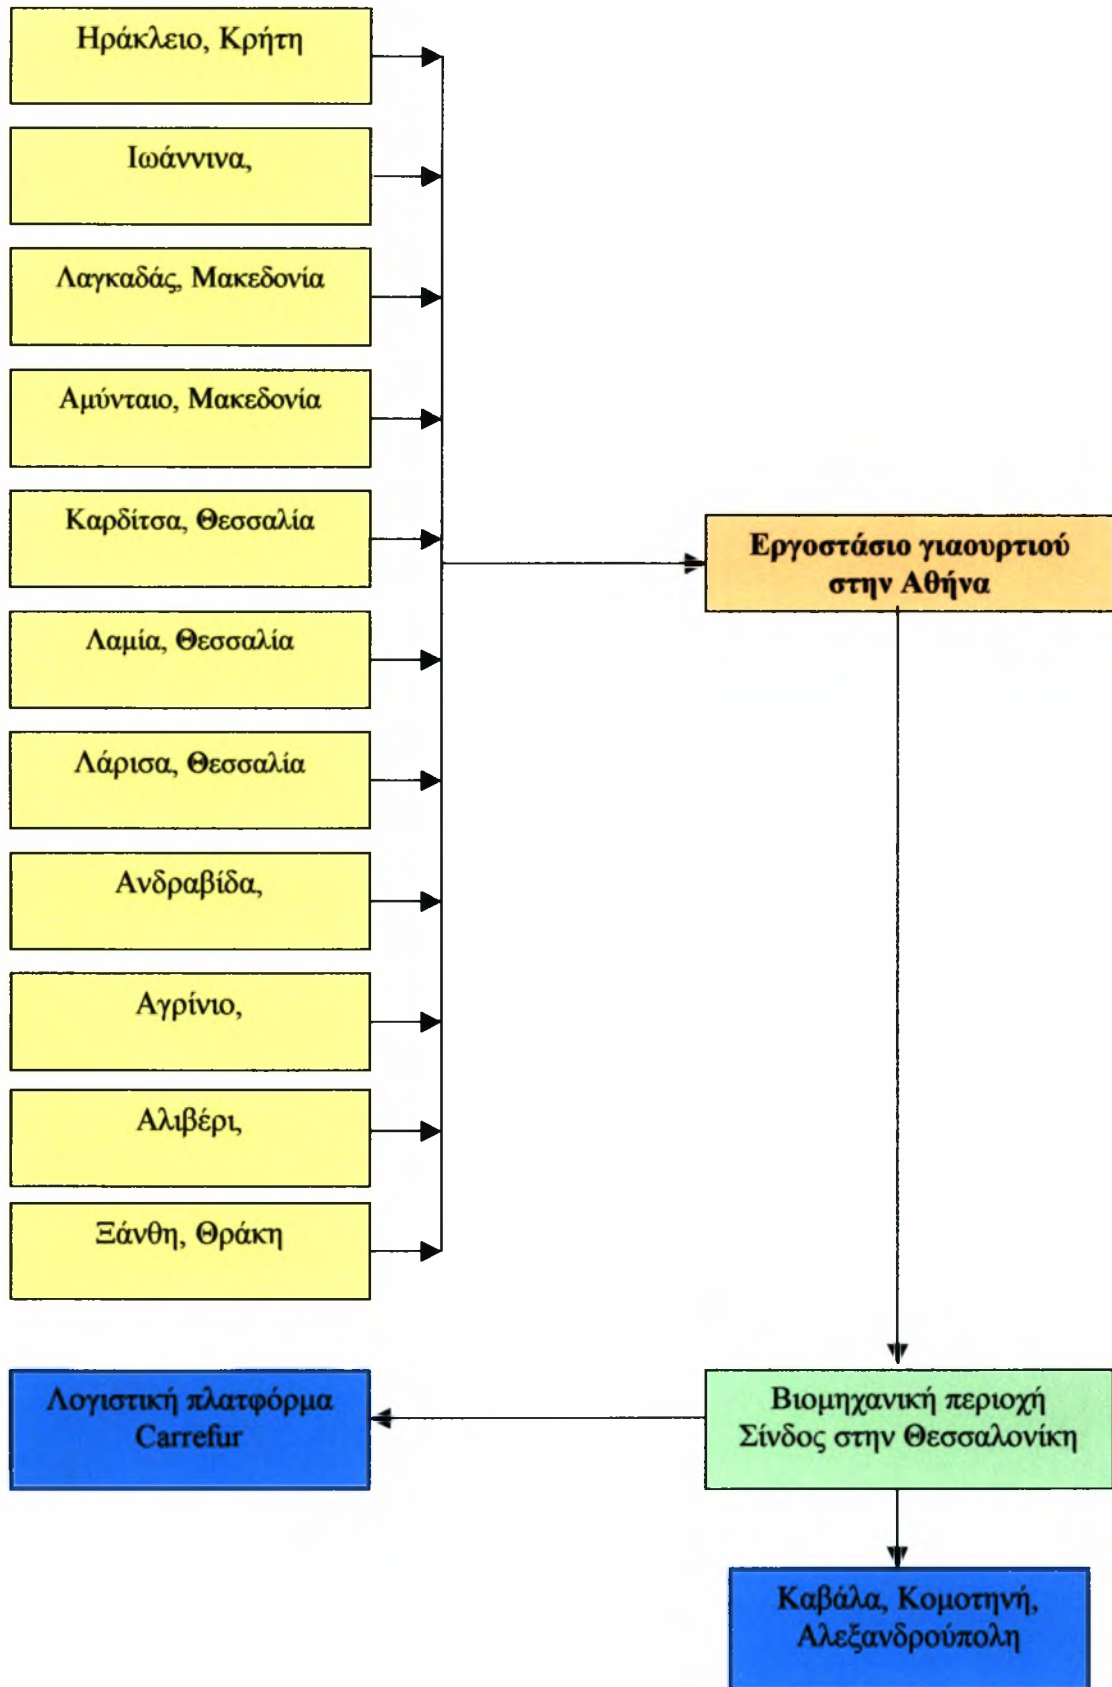 Ηράκλειο, Κρήτη
Ιωάννινα,
Λαγκαδάς, Μακεδονία
Αμύνταιο, Μακεδονία
Καρδίτσα, Θεσσαλία
Εργοστάσιο γιαουρτιού
στην Αθήνα
Λαμία, Θεσσαλία
Λάρισα, Θεσσαλία
Ανδραβίδα,
Αγρίνιο,
Αλιβέρι,
Ξάνθη, Θράκη
Λογιστική πλατφόρμα
Carrefur
Βιομηχανική περιοχή
Σίνδος στην Θεσσαλονίκη
Καβάλα, Κομοτηνή,
Αλεξανδρούπολη